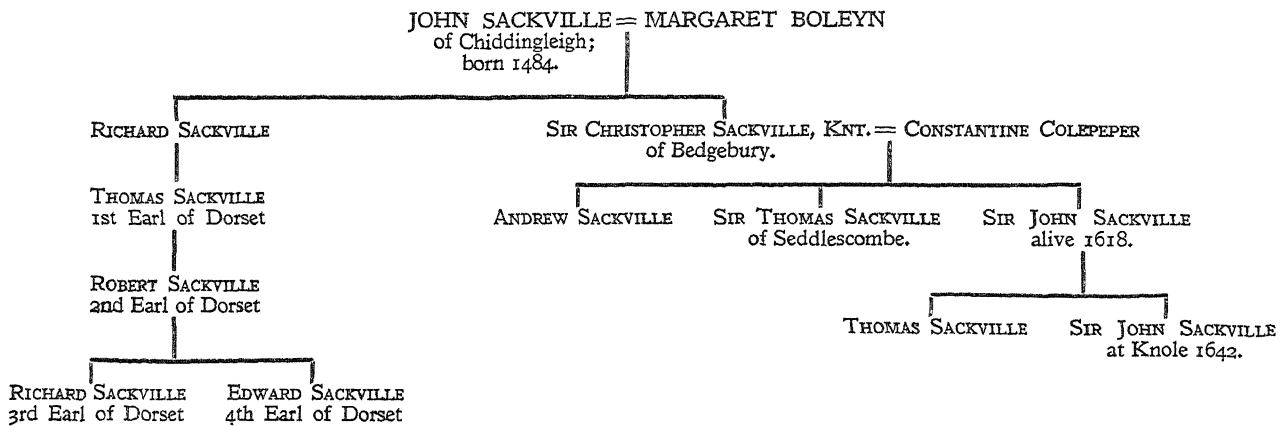 JOHN SACKVILLE = MARGARET BOLEYN
of Chiddingleigh;
born 1484.
RICHARD SACKVILLE
SIR CHRISTOPHER SACKVILLE, KNT. = CONSTANTINE COLEPEPER
of Bedgebury.
THOMAS SACKVILLE
1st Earl of Dorset
ANDREW SACKVILLE
SIR THOMAS SACKVILLE
of Seddlescombe.
SIR JOHN SACKVILLE
alive 1618.
ROBERT SACKVILLE
2nd Earl of Dorset
THOMAS SACKVILLE
SIR JOHN SACKVILLE
at Knole 1642.
RICHARD SACKVILLE
3rd Earl of Dorset
EDWARD SACKVILLE
4th Earl of Dorset